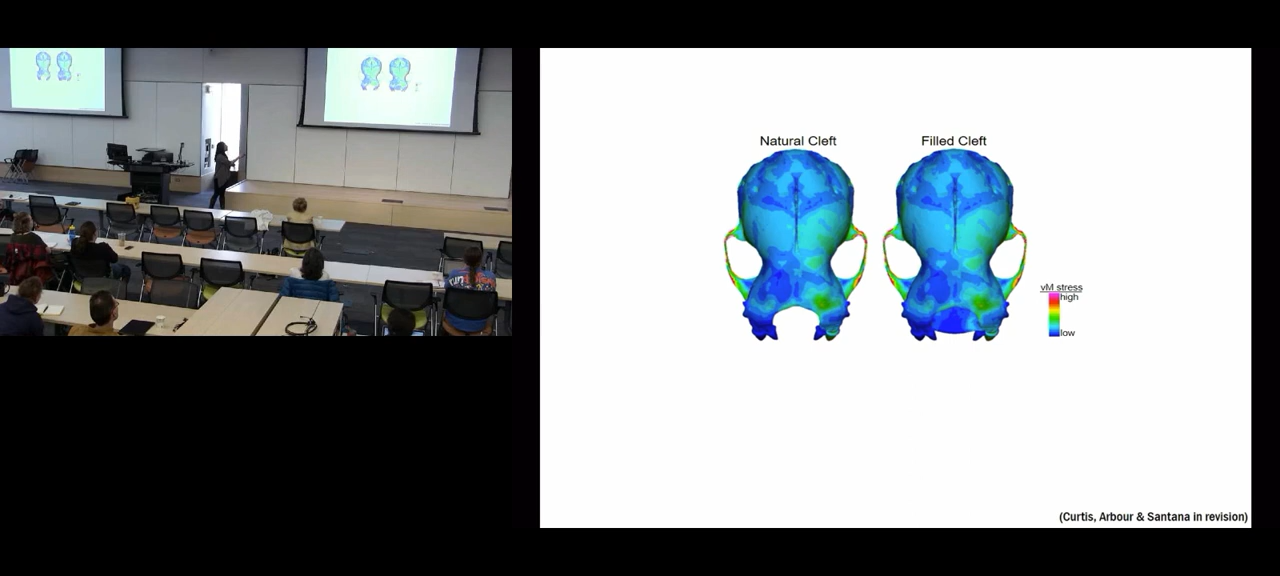 Natural Cleft
Filled Cleft
vM stress
high
low
(Curtis, Arbour & Santana in revision)